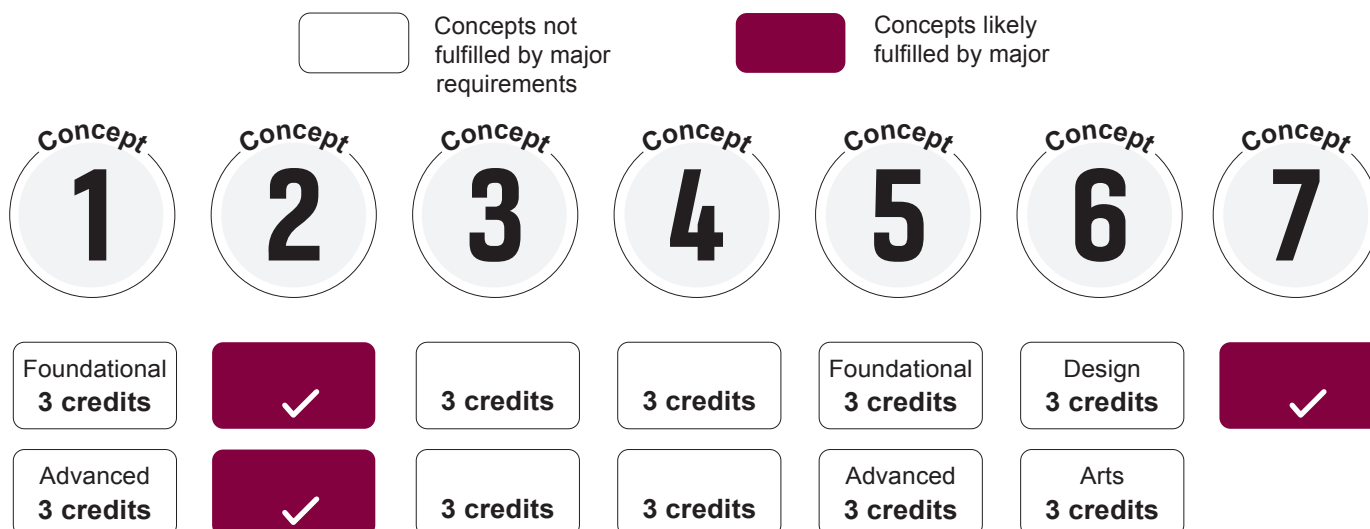 Concepts not
fulfilled by major
requirements
Concepts likely
fulfilled by major
Concept Concept Concept Concept Concept Concept Concept
1 2 3 4 5 6 7
Foundational Foundational Design
3 credits 3 credits 3 credits 3 credits 3 credits
Advanced Advanced Arts
3 credits 3 credits 3 credits 3 credits 3 credits